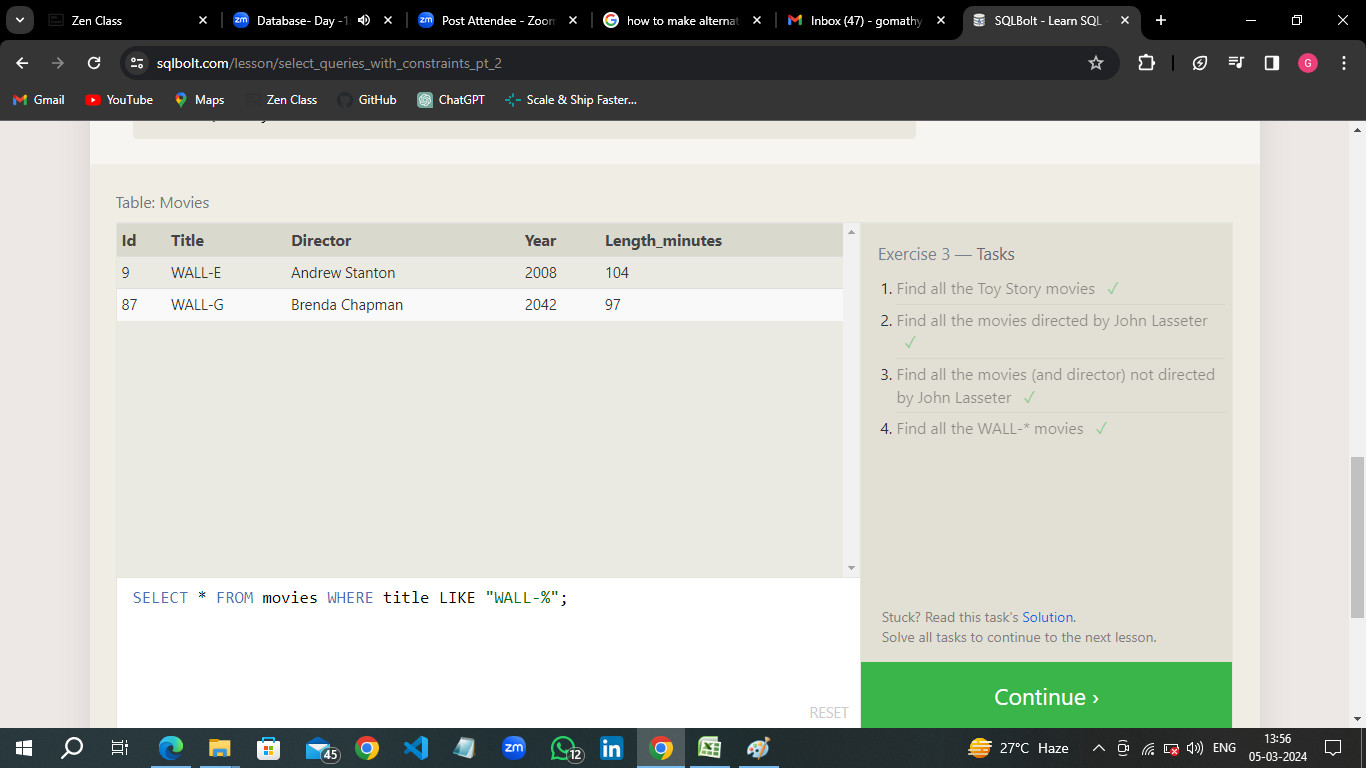 Zen Class
Database- Day -1
Post Attendee - Zoom
how to make alternat
Inbox (47) - gomathy
SQLBolt - Learn SQL -
sqlbolt.com/lesson/select_queries_with_constraints_pt_2
G
Gmail
YouTube
Maps
Zen Class
GitHub
ChatGPT
Scale & Ship Faster...
Table: Movies
Id Title Director Year Length_minutes
9 WALL-E Andrew Stanton 2008 104
87 WALL-G Brenda Chapman 2042 97
Exercise 3 — Tasks
1. Find all the Toy Story movies ✓
2. Find all the movies directed by John Lasseter
✓
3. Find all the movies (and director) not directed
by John Lasseter ✓
4. Find all the WALL-* movies ✓
SELECT * FROM movies WHERE title LIKE "WALL-%";
RESET
Stuck? Read this task's Solution.
Solve all tasks to continue to the next lesson.
Continue ›
45
zm
12
27°C Haze
ENG
13:56
05-03-2024